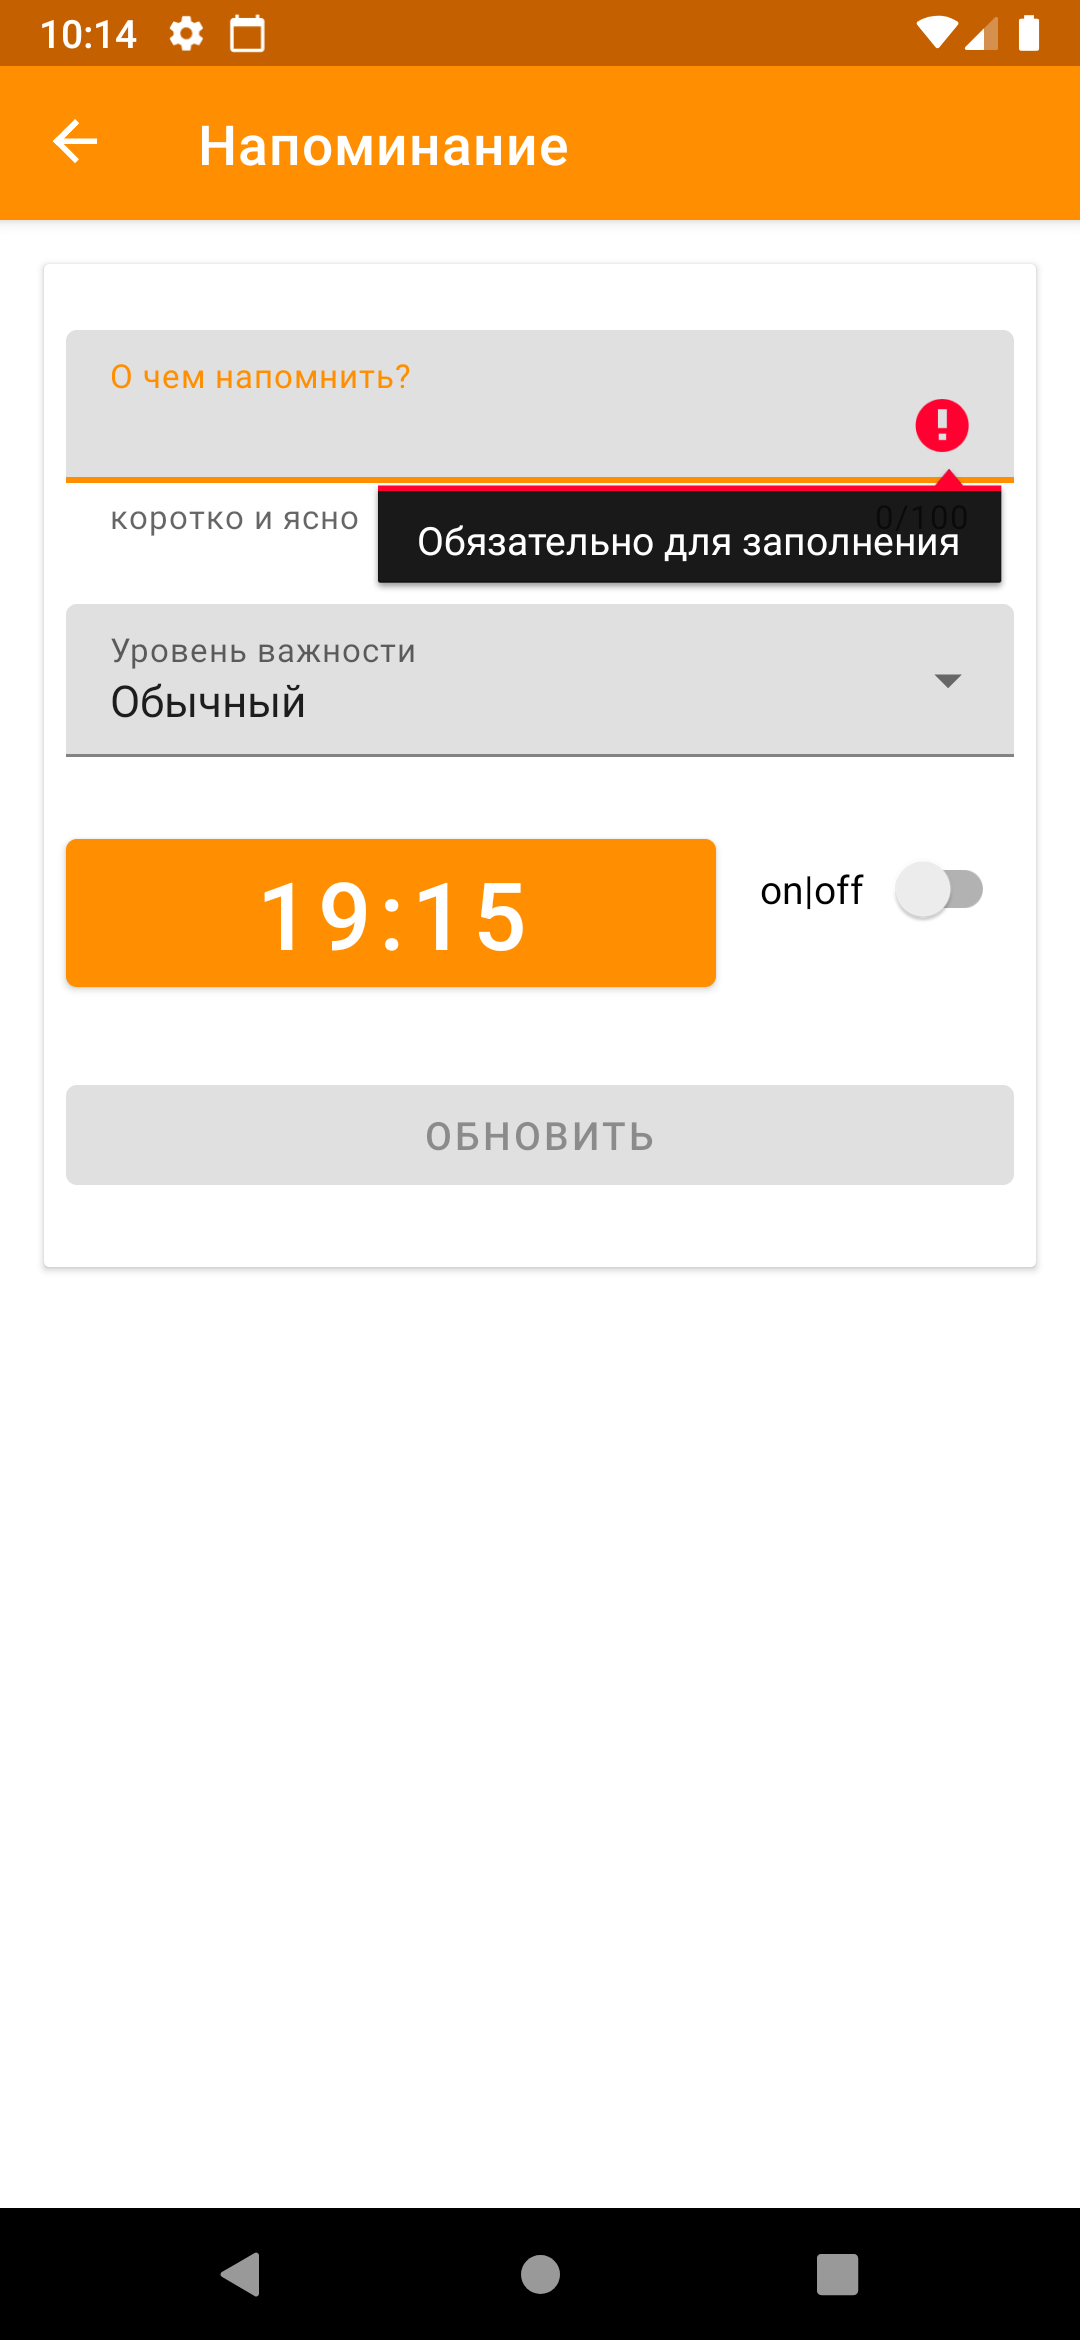 10:14
Напоминание
О чем напомнить?
коротко и ясно
0/100
Обязательно для заполнения
Уровень важности
Обычный
19:15
on|off
ОБНОВИТЬ